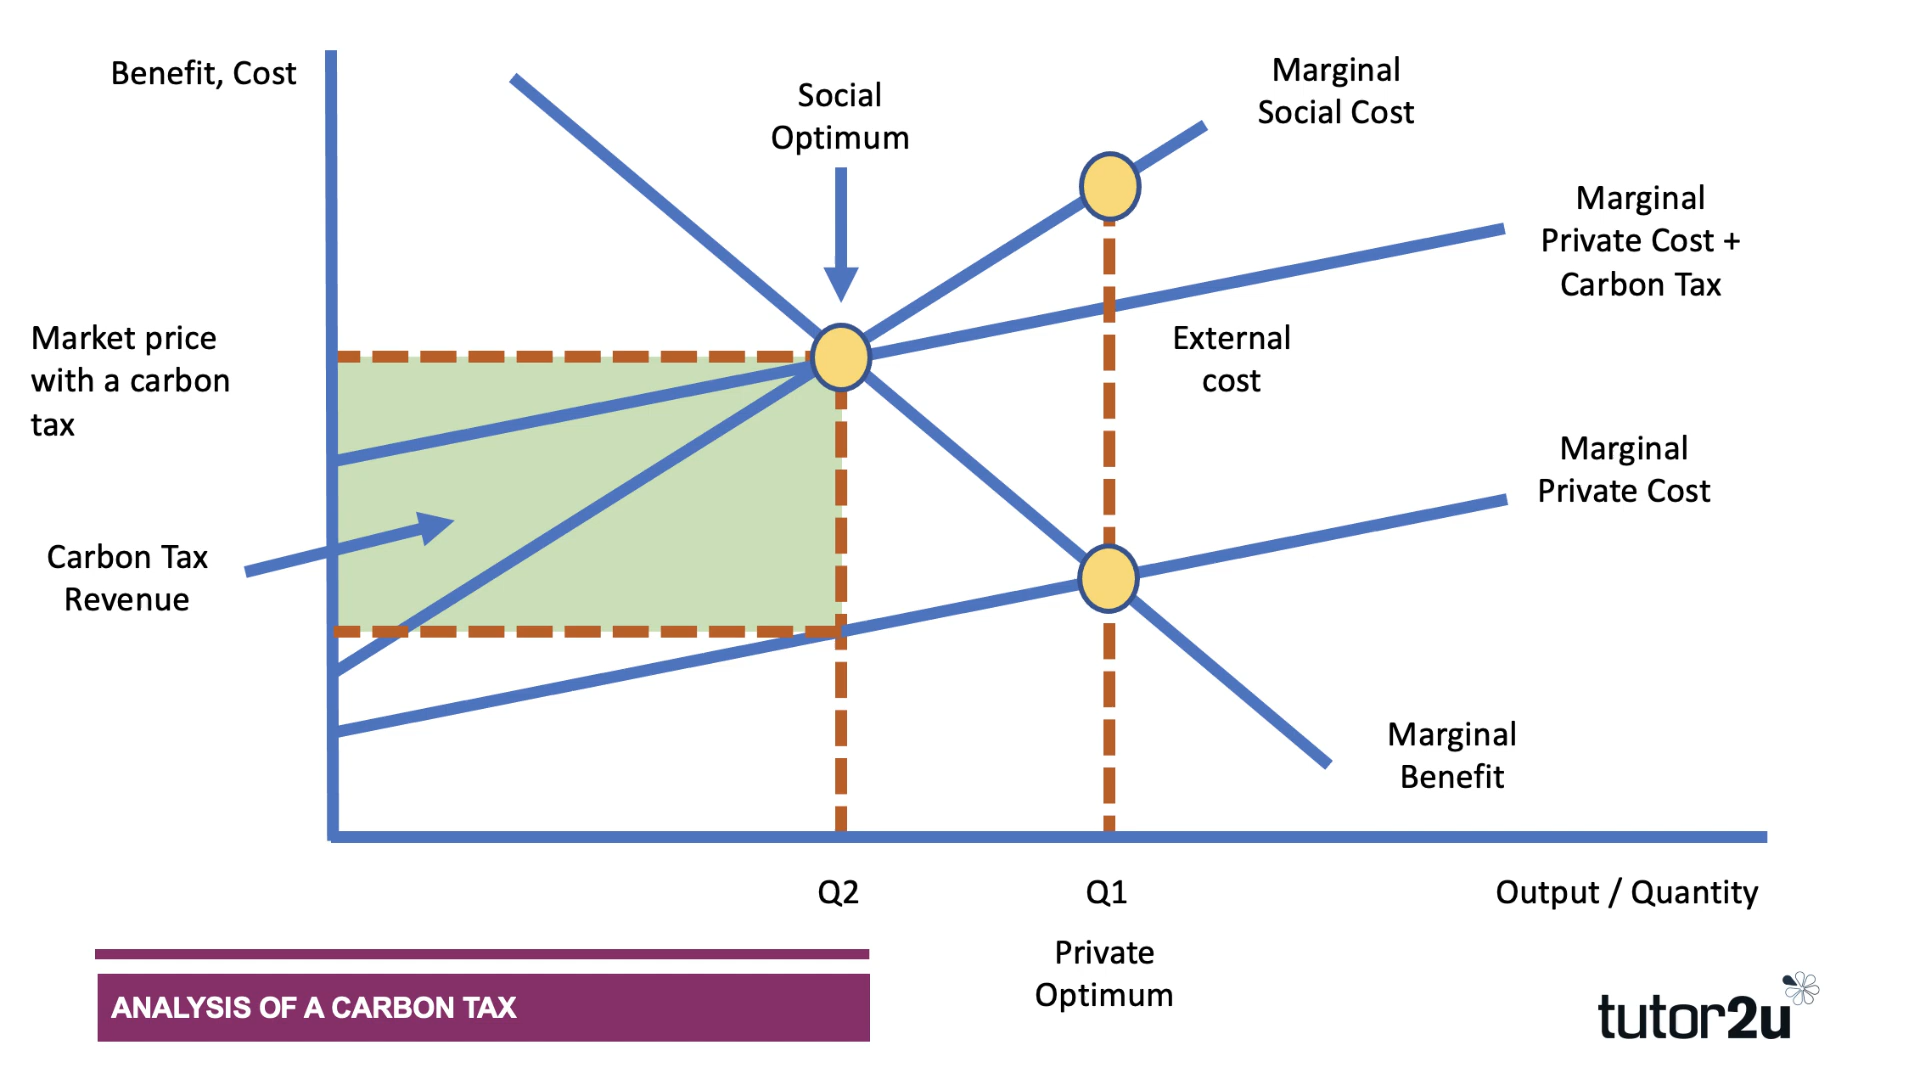 Benefit, Cost
Social
Optimum
Marginal
Social Cost
Marginal
Private Cost +
Carbon Tax
Market price
with a carbon
tax
External
cost
Marginal
Private Cost
Carbon Tax
Revenue
Marginal
Benefit
Q2
Q1
Output / Quantity
Private
Optimum
ANALYSIS OF A CARBON TAX
tutor2u